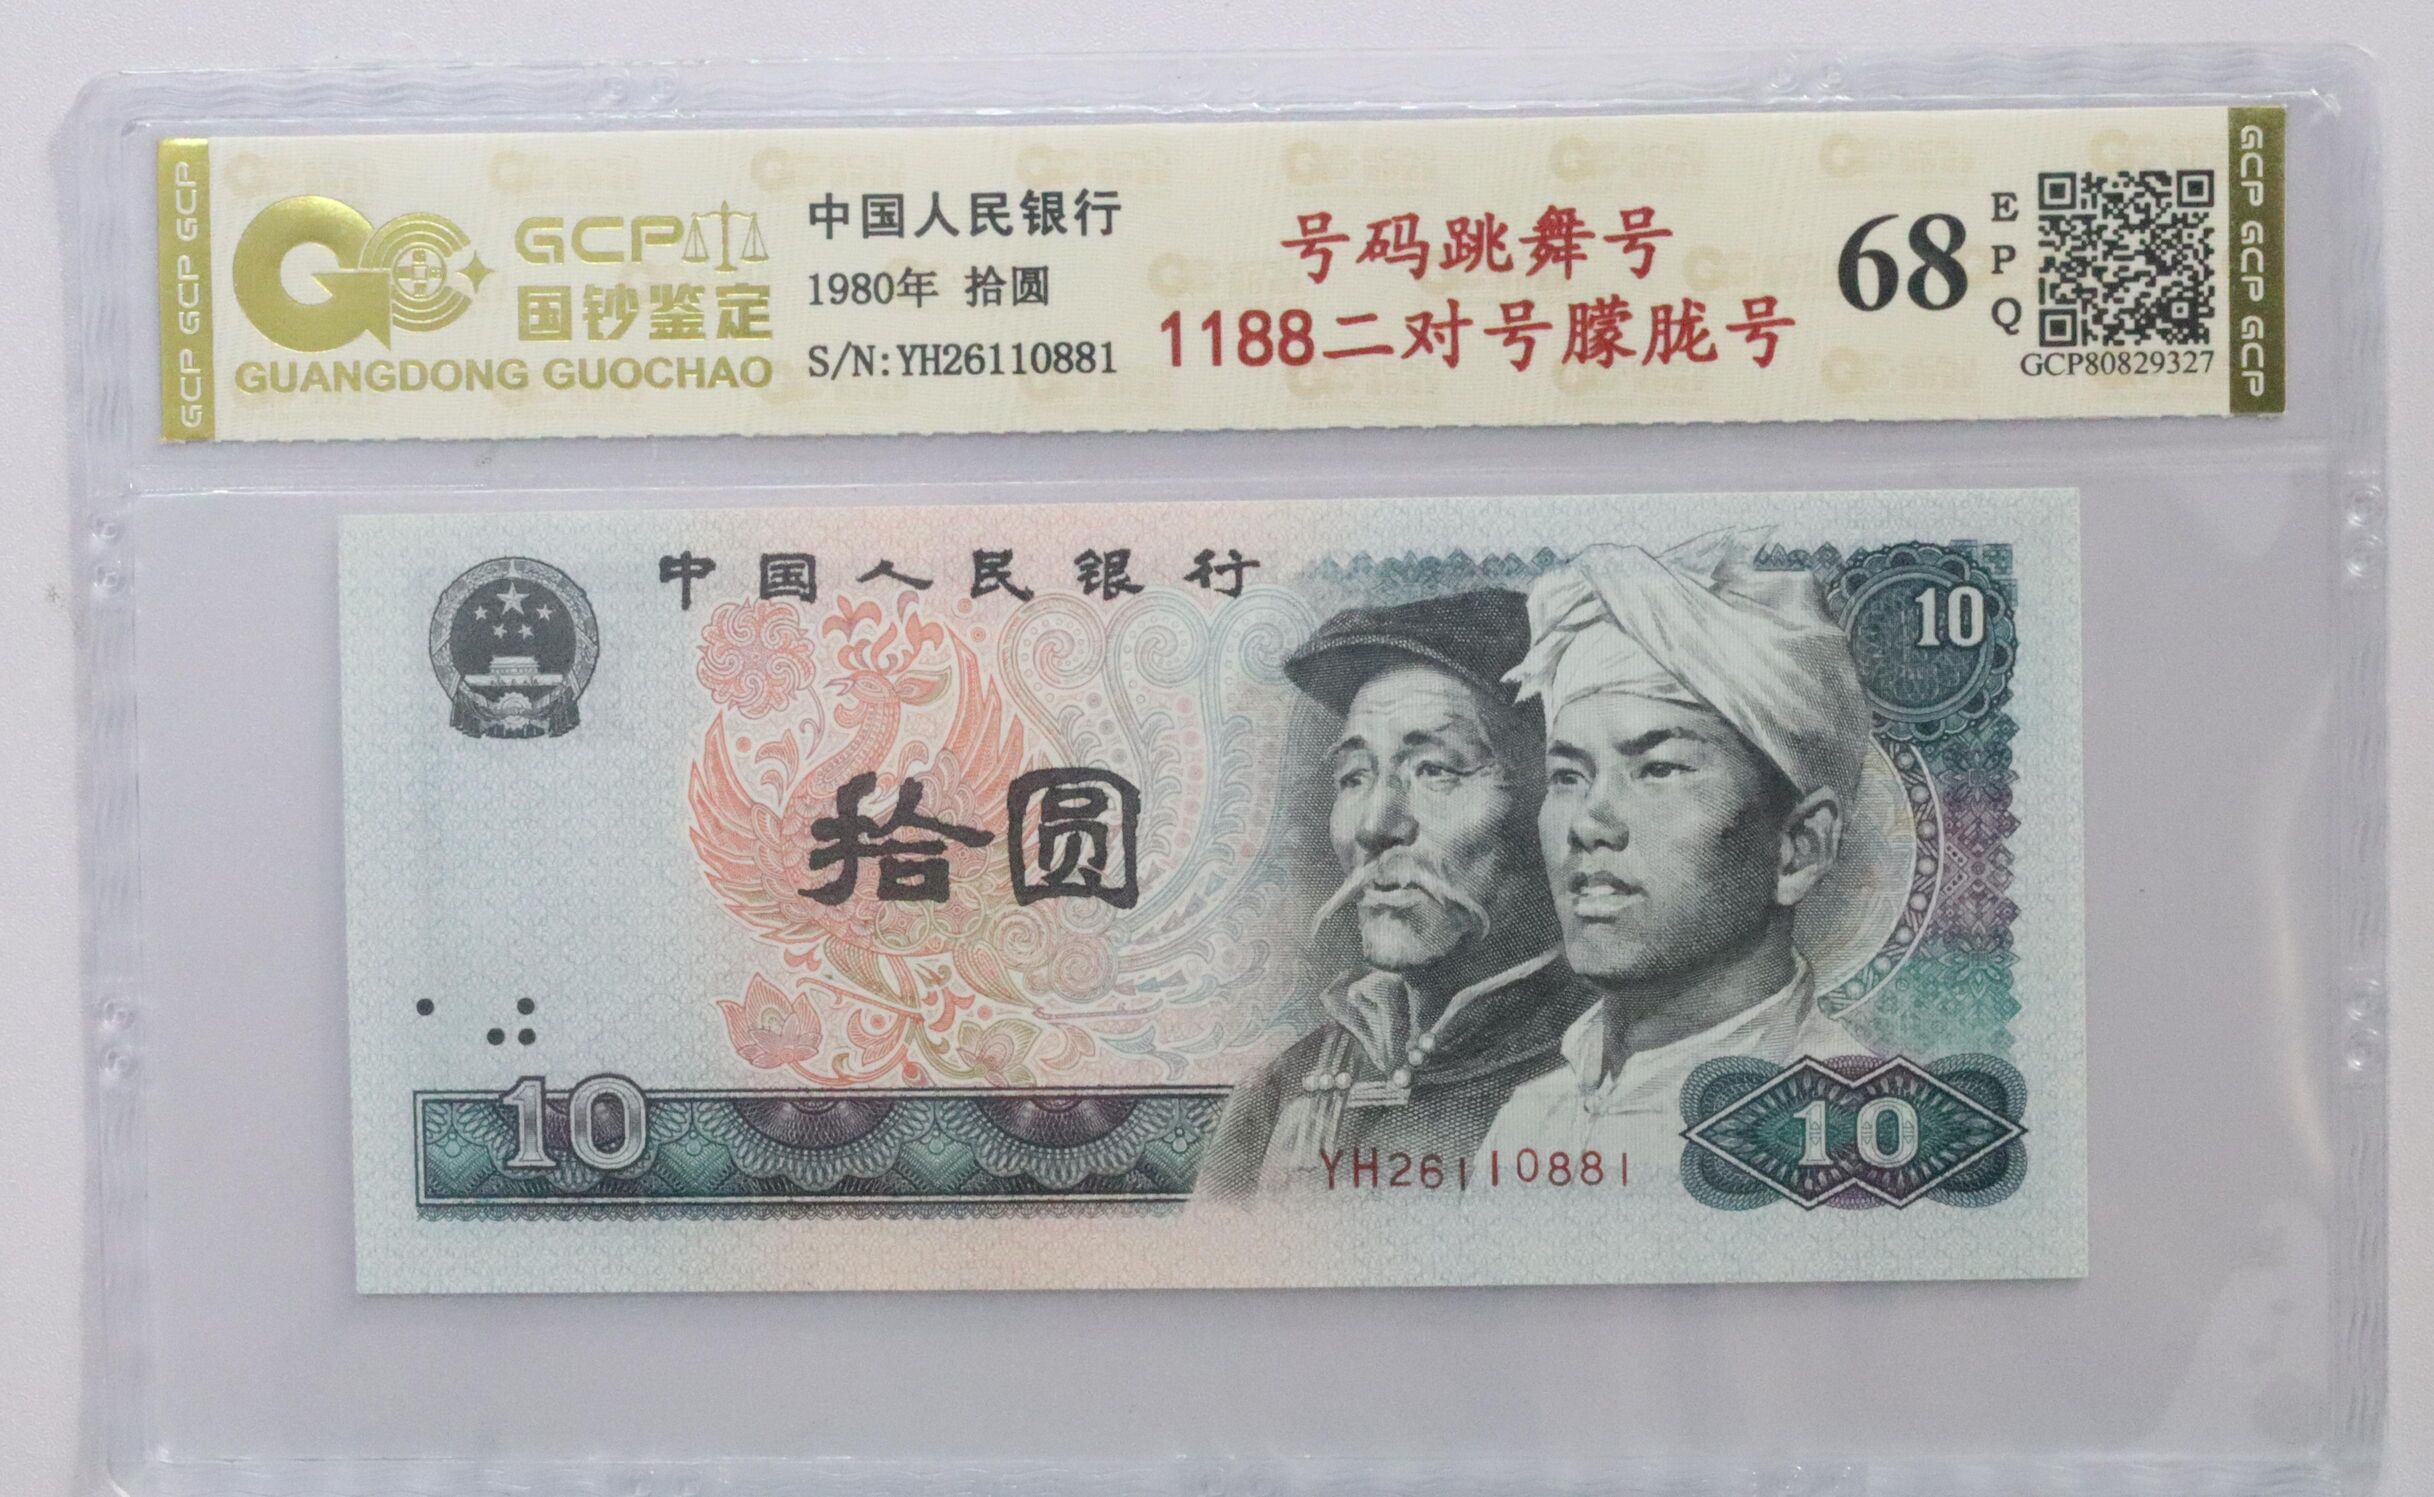 GCP GCP GCP
GCP
国钞鉴定
GUANGDONG GUOCHAO
中国人民银行
1980年 拾圆
S/N:YH26110881
号码跳舞号
1188二对号朦胧号
68
EPQ
GCP80829327
GCP GCP GCP
中国人民银行
10
拾圆
10
YH26110881
10